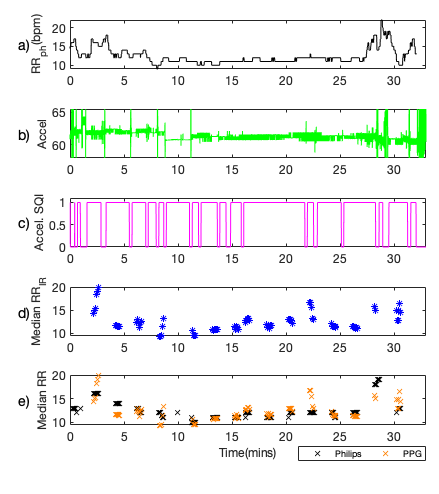 a)
RR_ph(bpm)
20
15
10
0 5 10 15 20 25 30
b)
Accel
65
60
0 5 10 15 20 25 30
c)
Accel. SQI
1
0.5
0
0 5 10 15 20 25 30
d)
Median RR_IR
20
15
10
0 5 10 15 20 25 30
e)
Median RR
20
15
10
0 5 10 15 20 25 30
Time(mins)
Philips PPG